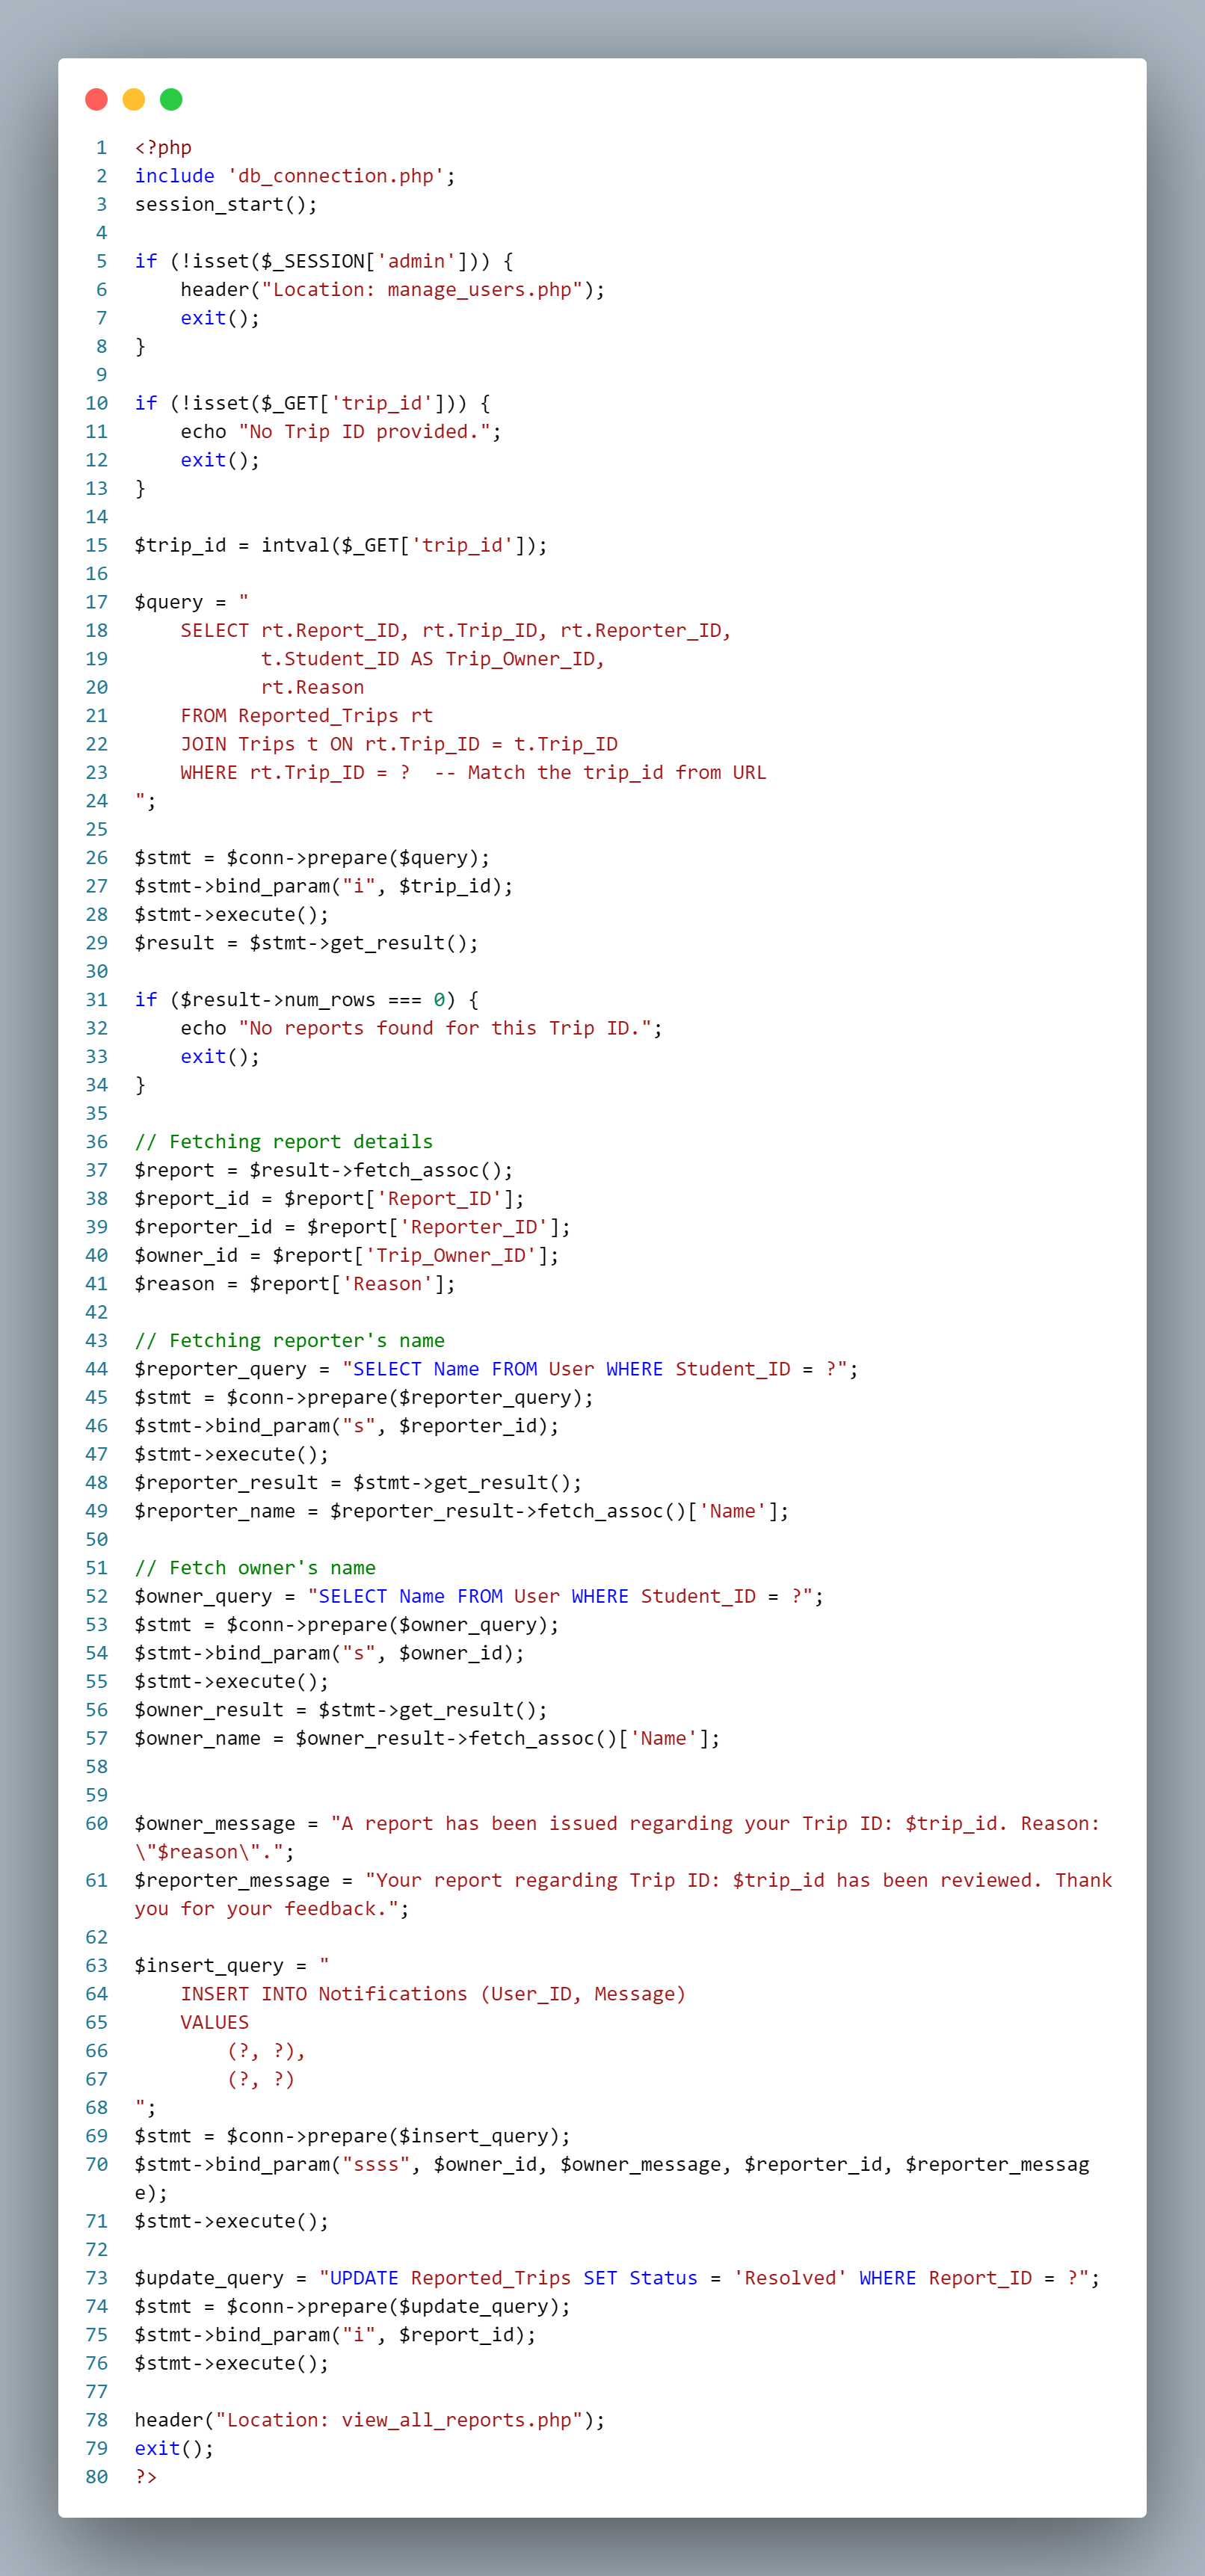 1 <?php
2 include 'db_connection.php';
3 session_start();
4
5 if (!isset($_SESSION['admin'])) {
6     header("Location: manage_users.php");
7     exit();
8 }
9
10 if (!isset($_GET['trip_id'])) {
11     echo "No Trip ID provided.";
12     exit();
13 }
14
15 $trip_id = intval($_GET['trip_id']);
16
17 $query = "
18     SELECT rt.Report_ID, rt.Trip_ID, rt.Reporter_ID,
19            t.Student_ID AS Trip_Owner_ID,
20            rt.Reason
21     FROM Reported_Trips rt
22     JOIN Trips t ON rt.Trip_ID = t.Trip_ID
23     WHERE rt.Trip_ID = ?  -- Match the trip_id from URL
24 ";
25
26 $stmt = $conn->prepare($query);
27 $stmt->bind_param("i", $trip_id);
28 $stmt->execute();
29 $result = $stmt->get_result();
30
31 if ($result->num_rows === 0) {
32     echo "No reports found for this Trip ID.";
33     exit();
34 }
35
36 // Fetching report details
37 $report = $result->fetch_assoc();
38 $report_id = $report['Report_ID'];
39 $reporter_id = $report['Reporter_ID'];
40 $owner_id = $report['Trip_Owner_ID'];
41 $reason = $report['Reason'];
42
43 // Fetching reporter's name
44 $reporter_query = "SELECT Name FROM User WHERE Student_ID = ?";
45 $stmt = $conn->prepare($reporter_query);
46 $stmt->bind_param("s", $reporter_id);
47 $stmt->execute();
48 $reporter_result = $stmt->get_result();
49 $reporter_name = $reporter_result->fetch_assoc()['Name'];
50
51 // Fetch owner's name
52 $owner_query = "SELECT Name FROM User WHERE Student_ID = ?";
53 $stmt = $conn->prepare($owner_query);
54 $stmt->bind_param("s", $owner_id);
55 $stmt->execute();
56 $owner_result = $stmt->get_result();
57 $owner_name = $owner_result->fetch_assoc()['Name'];
58
59
60 $owner_message = "A report has been issued regarding your Trip ID: $trip_id. Reason:
\"$reason\".";
61 $reporter_message = "Your report regarding Trip ID: $trip_id has been reviewed. Thank
you for your feedback.";
62
63 $insert_query = "
64     INSERT INTO Notifications (User_ID, Message)
65     VALUES
66         (?, ?),
67         (?, ?)
68 ";
69 $stmt = $conn->prepare($insert_query);
70 $stmt->bind_param("ssss", $owner_id, $owner_message, $reporter_id, $reporter_messag
e);
71 $stmt->execute();
72
73 $update_query = "UPDATE Reported_Trips SET Status = 'Resolved' WHERE Report_ID = ?";
74 $stmt = $conn->prepare($update_query);
75 $stmt->bind_param("i", $report_id);
76 $stmt->execute();
77
78 header("Location: view_all_reports.php");
79 exit();
80 ?>